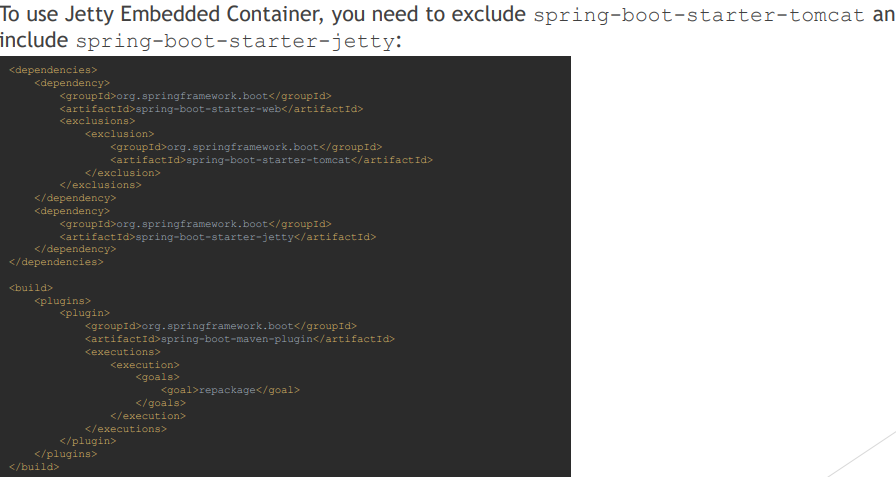 To use Jetty Embedded Container, you need to exclude spring-boot-starter-tomcat an
include spring-boot-starter-jetty:
<dependencies>
    <dependency>
        <groupId>org.springframework.boot</groupId>
        <artifactId>spring-boot-starter-web</artifactId>
        <exclusions>
            <exclusion>
                <groupId>org.springframework.boot</groupId>
                <artifactId>spring-boot-starter-tomcat</artifactId>
            </exclusion>
        </exclusions>
    </dependency>
    <dependency>
        <groupId>org.springframework.boot</groupId>
        <artifactId>spring-boot-starter-jetty</artifactId>
    </dependency>
</dependencies>
<build>
    <plugins>
        <plugin>
            <groupId>org.springframework.boot</groupId>
            <artifactId>spring-boot-maven-plugin</artifactId>
            <executions>
                <execution>
                    <goals>
                        <goal>repackage</goal>
                    </goals>
                </execution>
            </executions>
        </plugin>
    </plugins>
</build>